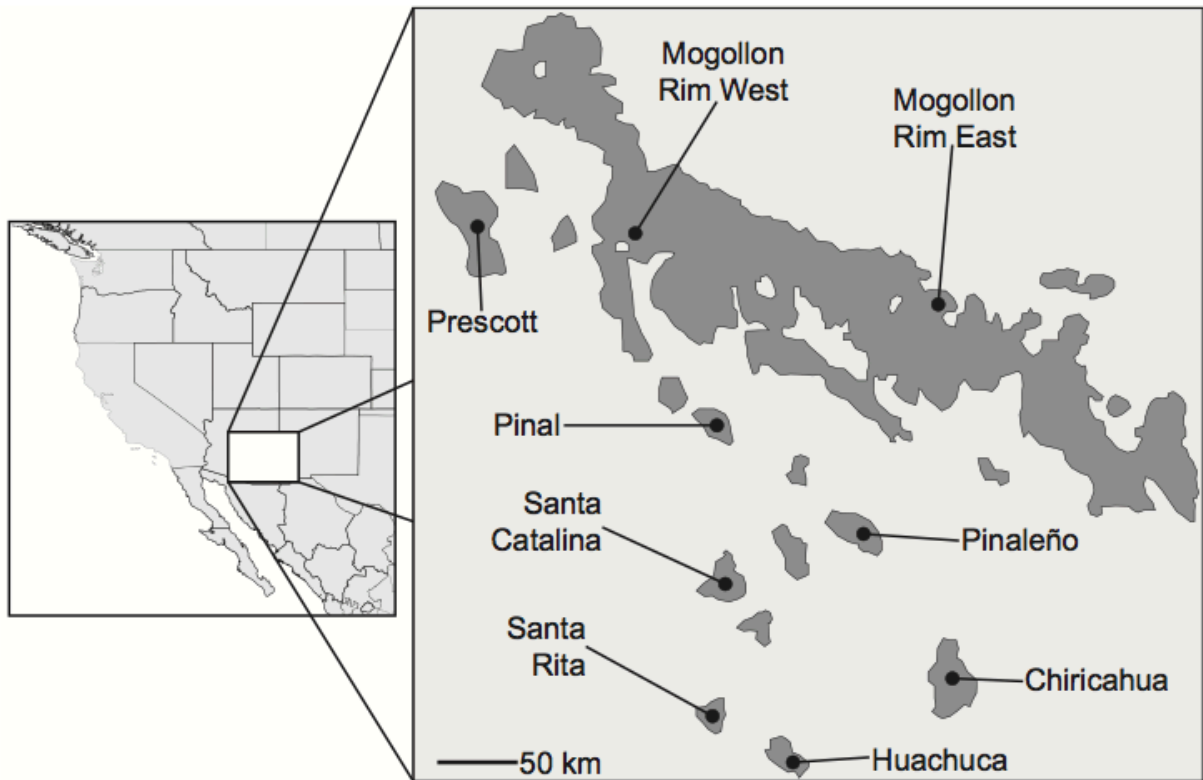 Mogollon
Rim West
Mogollon
Rim East
Prescott
Pinal
Santa
Catalina
Pinaleño
Santa
Rita
Chiricahua
50 km
Huachuca